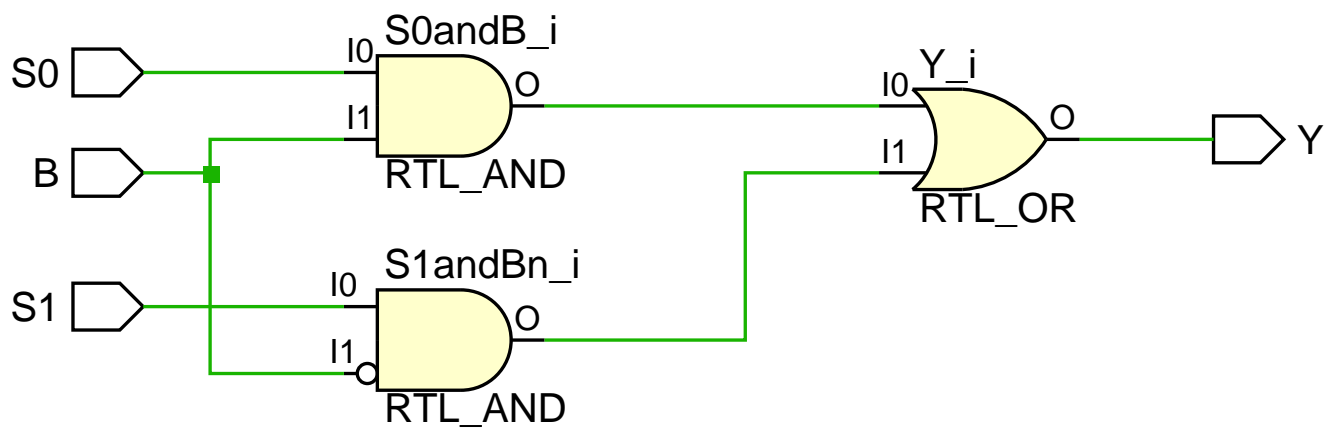 S0andB_i
I0
S0
I1
O
RTL_AND
B
Y_i
I0
I1
O
RTL_OR
Y
S1andBn_i
I0
S1
I1
O
RTL_AND